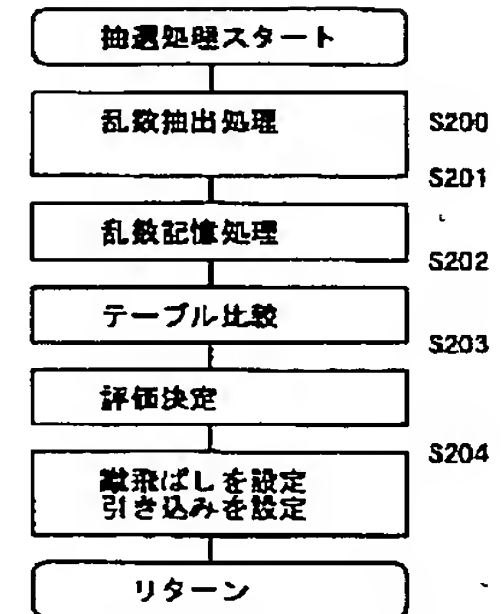 抽選処理スタート
乱数抽出処理
S200
S201
乱数記憶処理
S202
テーブル比較
S203
評価決定
S204
蹴飛ばしを設定
引き込みを設定
リターン